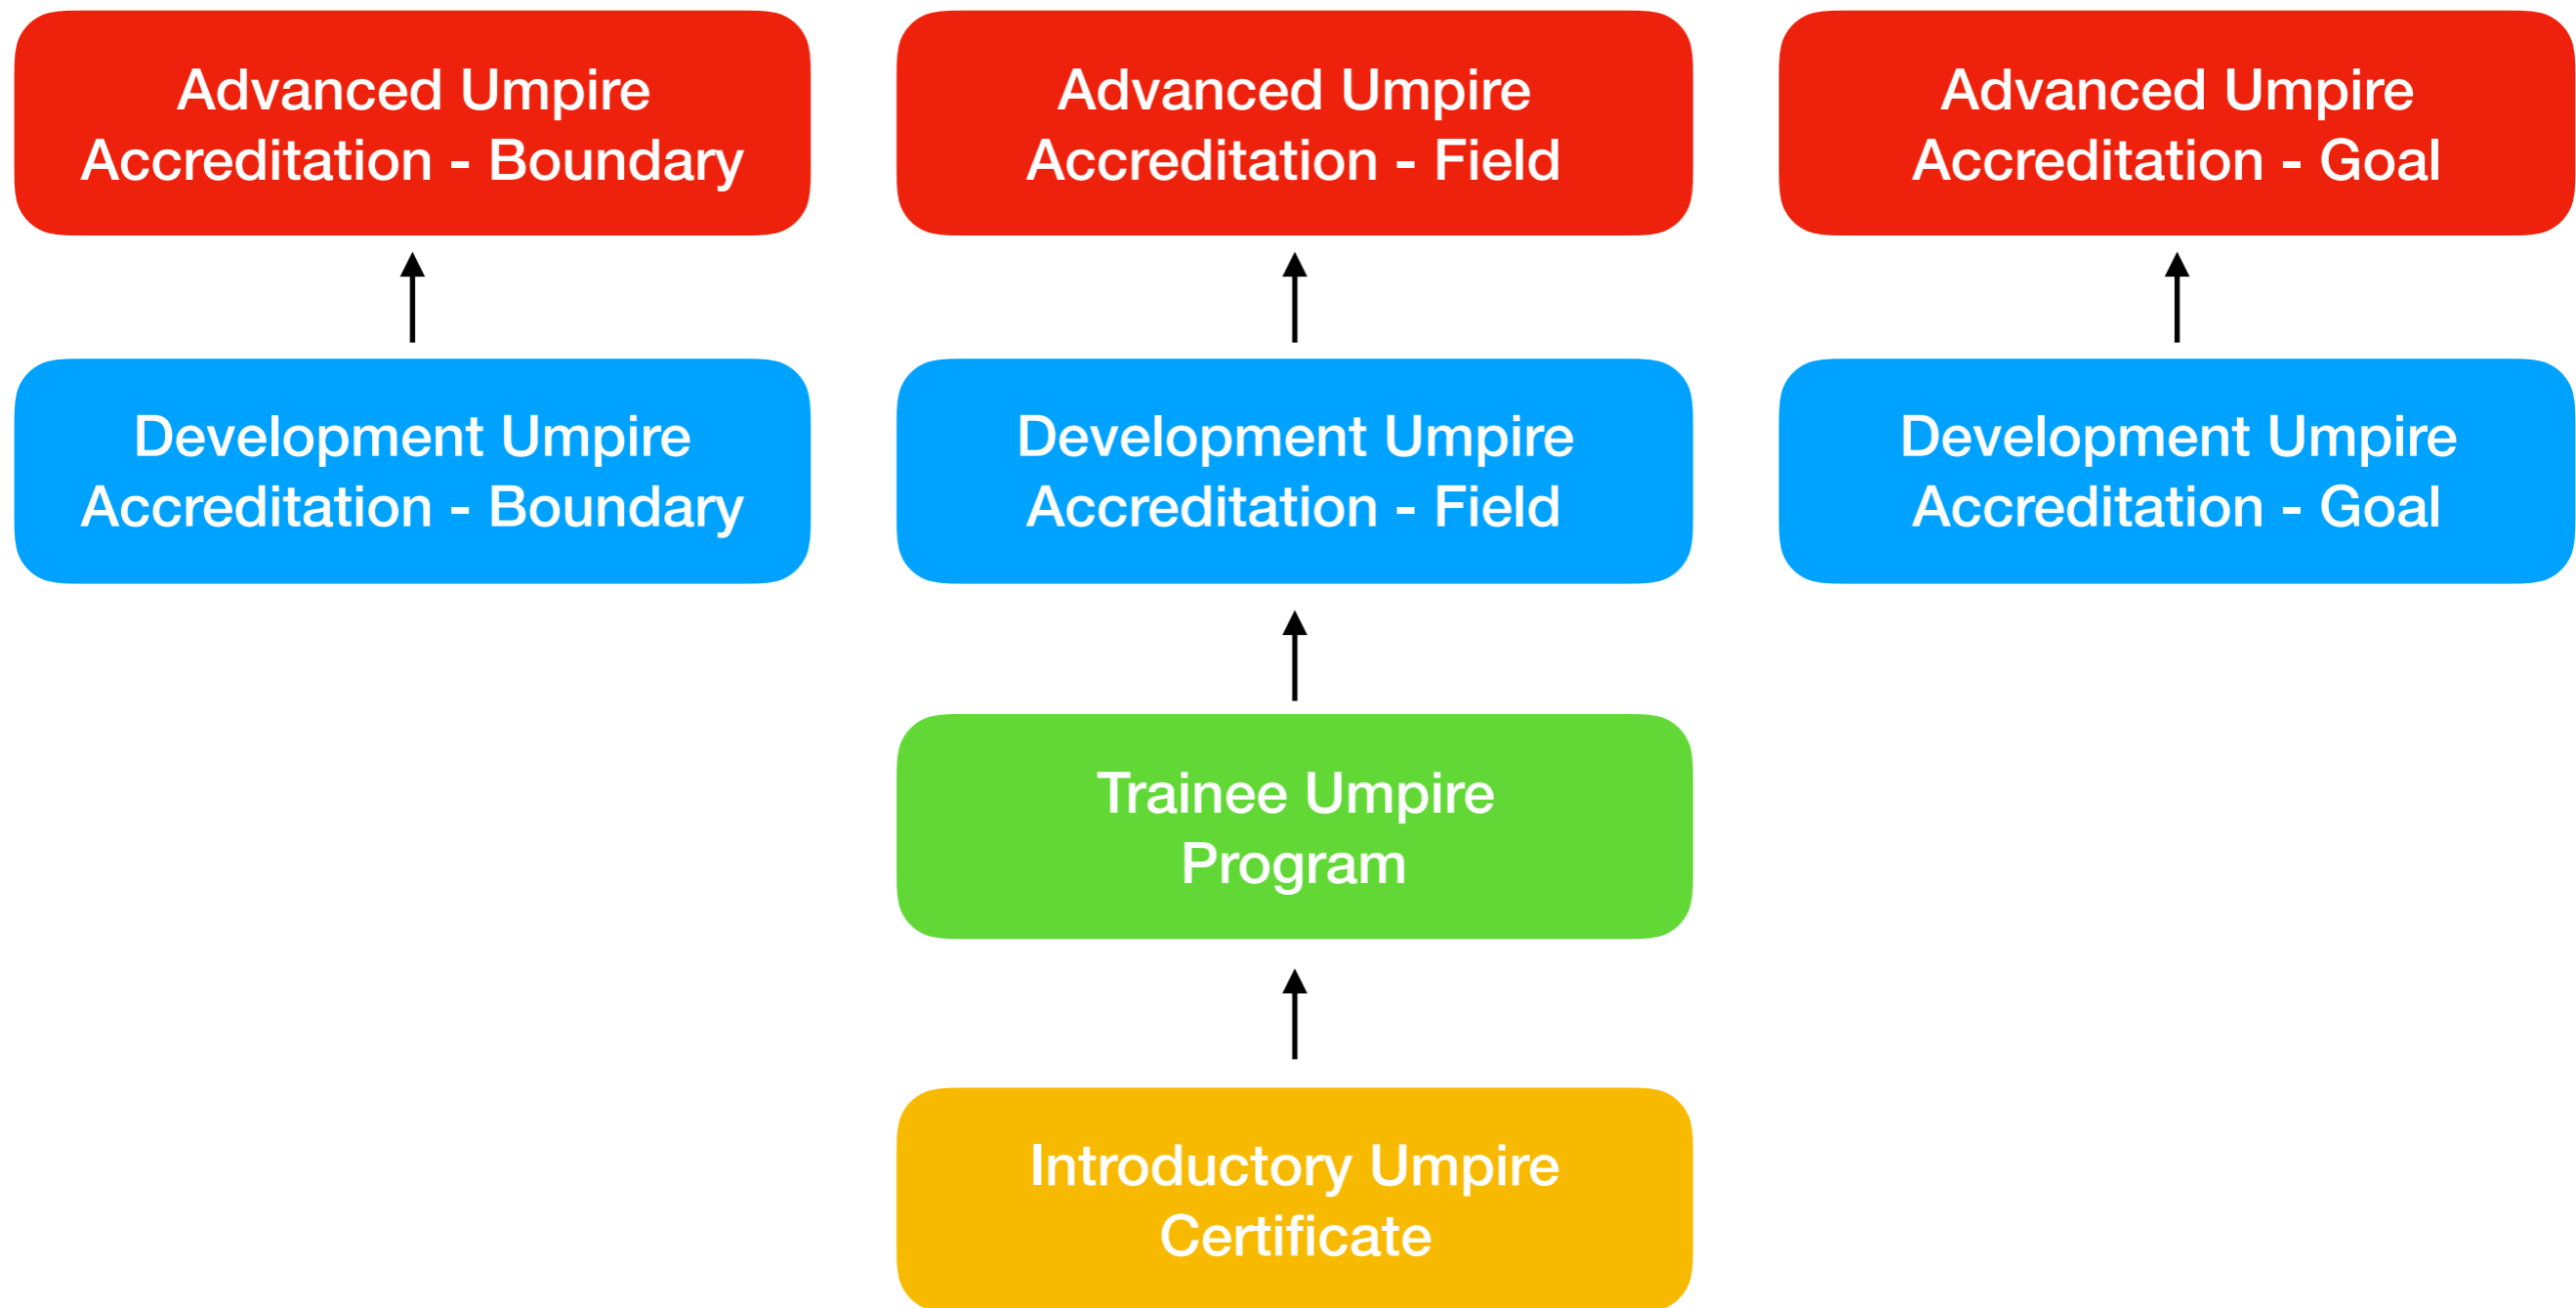 Advanced Umpire
Accreditation - Boundary
Advanced Umpire
Accreditation - Field
Advanced Umpire
Accreditation - Goal
Development Umpire
Accreditation - Boundary
Development Umpire
Accreditation - Field
Development Umpire
Accreditation - Goal
Trainee Umpire
Program
Introductory Umpire
Certificate